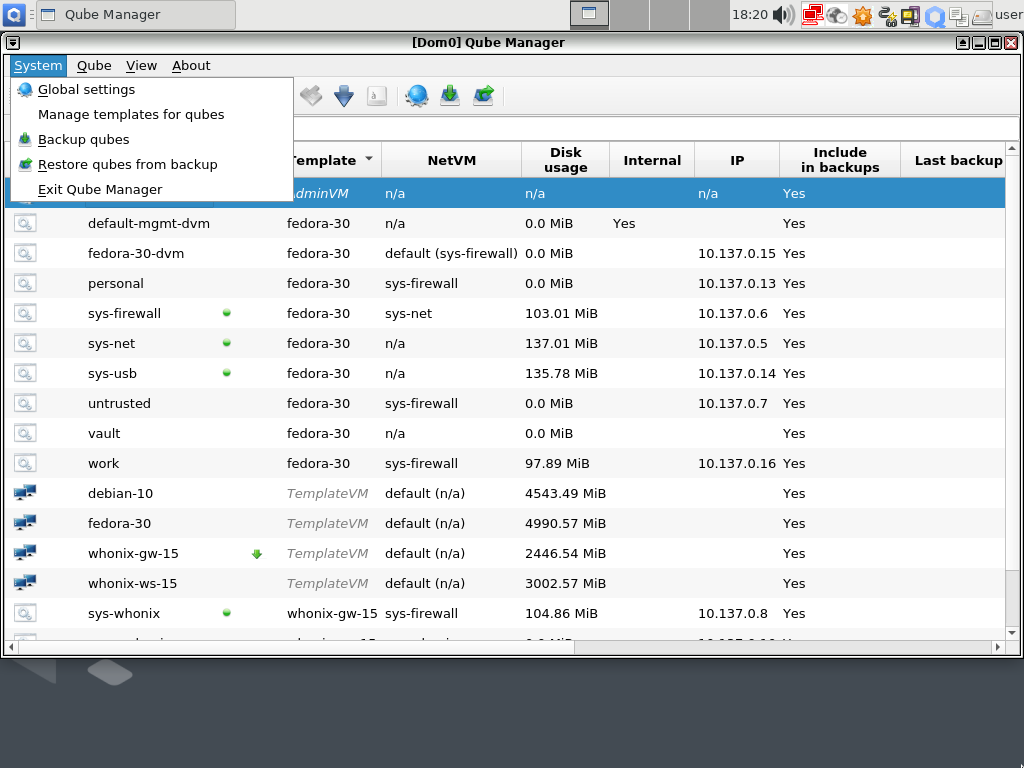 Qube Manager
18:20
user
[Dom0] Qube Manager
System Qube View About
Global settings
Manage templates for qubes
Backup qubes
Restore qubes from backup
Exit Qube Manager
NetVM Disk usage Internal IP Include in backups Last backup
n/a n/a n/a Yes
default-mgmt-dvm fedora-30 n/a 0.0 MiB Yes Yes
fedora-30-dvm fedora-30 default (sys-firewall) 0.0 MiB 10.137.0.15 Yes
personal fedora-30 sys-firewall 0.0 MiB 10.137.0.13 Yes
sys-firewall fedora-30 sys-net 103.01 MiB 10.137.0.6 Yes
sys-net fedora-30 n/a 137.01 MiB 10.137.0.5 Yes
sys-usb fedora-30 n/a 135.78 MiB 10.137.0.14 Yes
untrusted fedora-30 sys-firewall 0.0 MiB 10.137.0.7 Yes
vault fedora-30 n/a 0.0 MiB Yes
work fedora-30 sys-firewall 97.89 MiB 10.137.0.16 Yes
debian-10 TemplateVM default (n/a) 4543.49 MiB Yes
fedora-30 TemplateVM default (n/a) 4990.57 MiB Yes
whonix-gw-15 TemplateVM default (n/a) 2446.54 MiB Yes
whonix-ws-15 TemplateVM default (n/a) 3002.57 MiB Yes
sys-whonix whonix-gw-15 sys-firewall 104.86 MiB 10.137.0.8 Yes